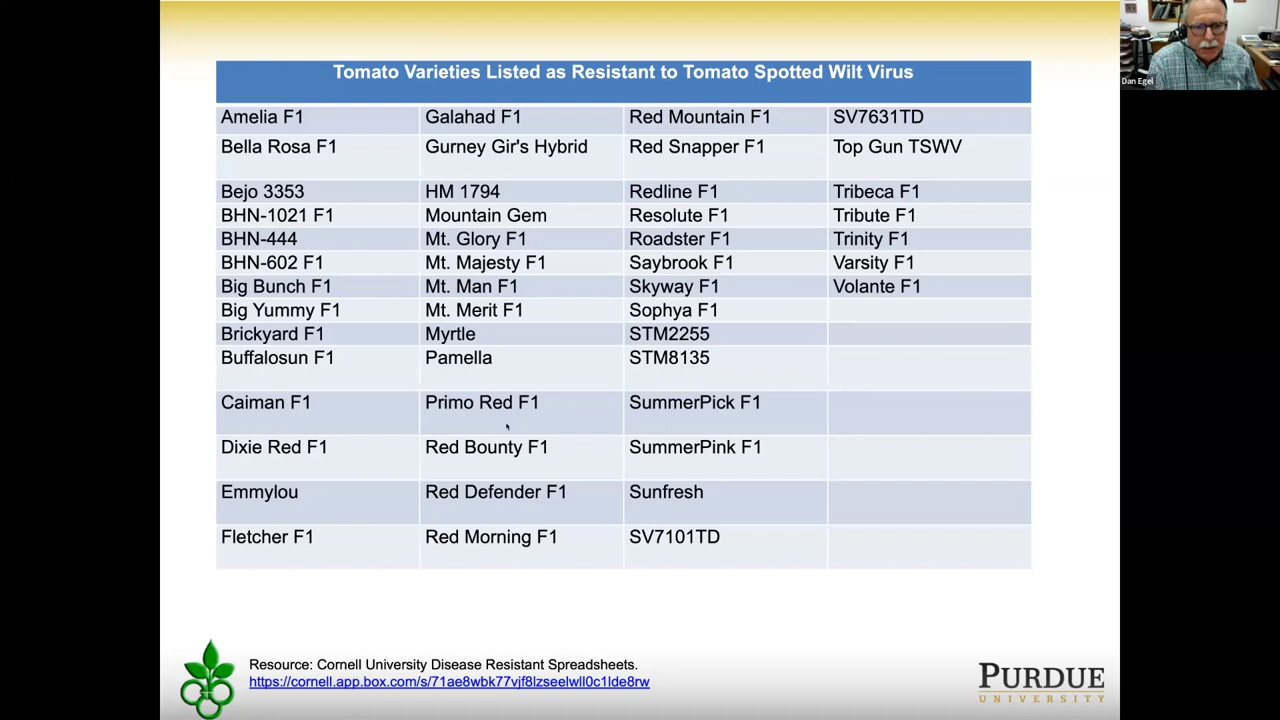 Tomato Varieties Listed as Resistant to Tomato Spotted Wilt Virus
Amelia F1 Galahad F1 Red Mountain F1 SV7631TD
Bella Rosa F1 Gurney Gir's Hybrid Red Snapper F1 Top Gun TSWV
Bejo 3353 HM 1794 Redline F1 Tribeca F1
BHN-1021 F1 Mountain Gem Resolute F1 Tribute F1
BHN-444 Mt. Glory F1 Roadster F1 Trinity F1
BHN-602 F1 Mt. Majesty F1 Saybrook F1 Varsity F1
Big Bunch F1 Mt. Man F1 Skyway F1 Volante F1
Big Yummy F1 Mt. Merit F1 Sophya F1
Brickyard F1 Myrtle STM2255
Buffalosun F1 Pamella STM8135
Caiman F1 Primo Red F1 SummerPick F1
Dixie Red F1 Red Bounty F1 SummerPink F1
Emmylou Red Defender F1 Sunfresh
Fletcher F1 Red Morning F1 SV7101TD
Resource: Cornell University Disease Resistant Spreadsheets.
https://cornell.app.box.com/s/71ae8wbk77vjf8lzseelwll0c1lde8rw
PURDUE
UNIVERSITY
Dan Egel